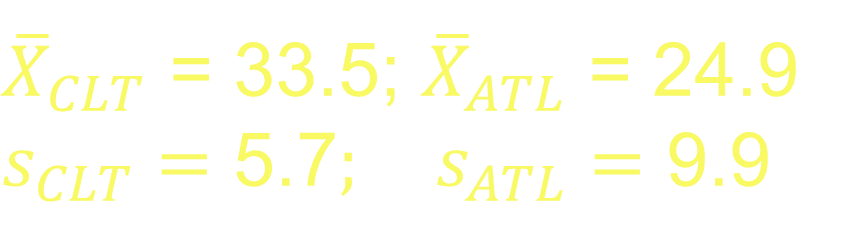 X̄_CLT = 33.5; X̄_ATL = 24.9
s_CLT = 5.7; s_ATL = 9.9